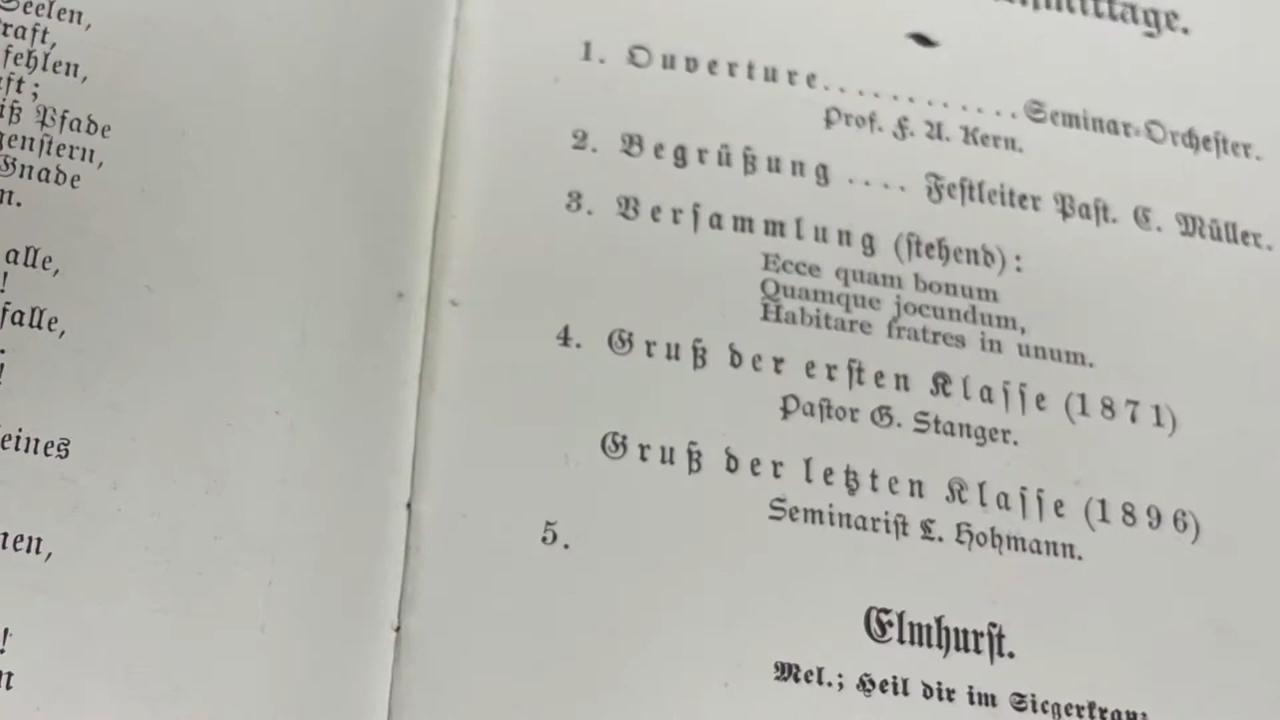 Seelen,
raft,
fehlen,
ft;
iß Pfade
genstern,
Gnade
n.
alle,
!
falle,
!
eines
nen,
!
n
1. Ouverture............Seminar-Orchester.
Prof. F. A. Kern.
2. Begrüßung .... Festleiter Past. C. Müller.
3. Versammlung (stehend):
Ecce quam bonum
Quamque jocundum,
Habitare fratres in unum.
4. Gruß der ersten Klasse (1871)
Pastor G. Stanger.
Gruß der letzten Klasse (1896)
Seminarist L. Hohmann.
5.
Elmhurst.
Mel.; Heil dir im Siegerkranz